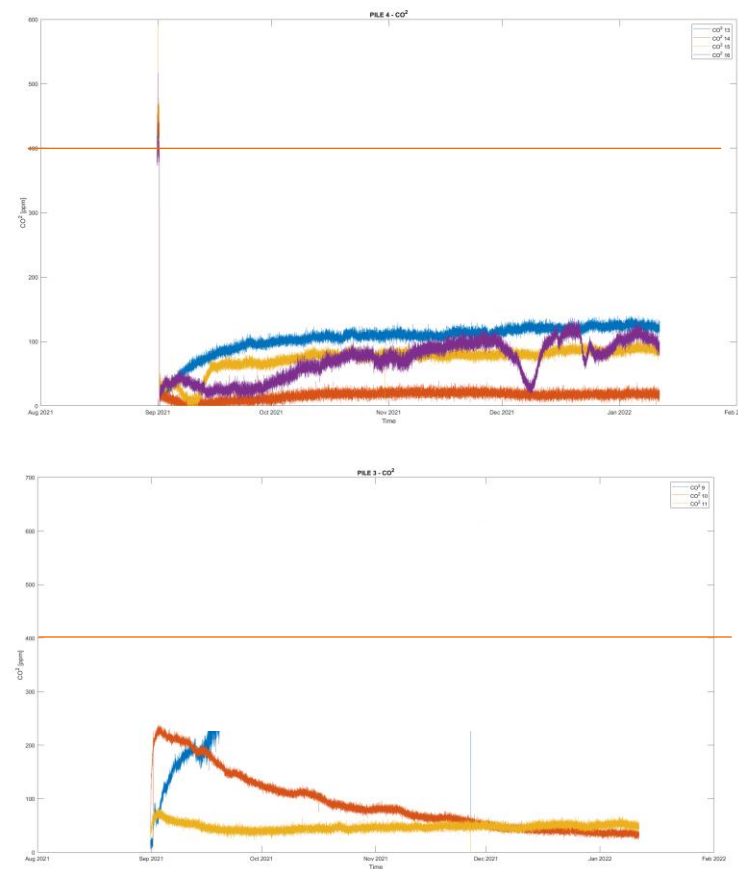 PILE 4 - CO²
CO² 13
CO² 14
CO² 15
CO² 16
600
500
400
300
200
100
0
CO² [ppm]
Aug 2021
Sep 2021
Oct 2021
Nov 2021
Dec 2021
Jan 2022
Feb 2
Time
PILE 3 - CO²
CO² 9
CO² 10
CO² 11
700
600
500
400
300
200
100
0
CO² [ppm]
Aug 2021
Sep 2021
Oct 2021
Nov 2021
Dec 2021
Jan 2022
Feb 2022
Time